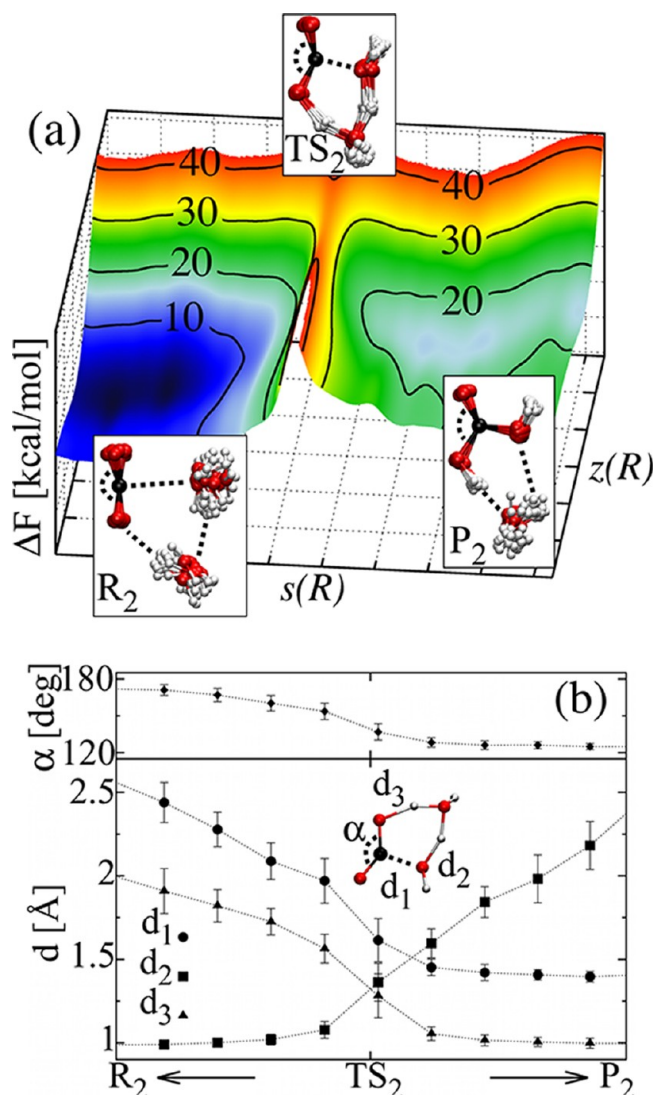 (a)
TS2
40
40
30
30
20
20
10
ΔF [kcal/mol]
R2
s(R)
P2
z(R)
(b)
α [deg]
180
120
d [Å]
2.5
2
1.5
1
d3
α
d2
d1
d1
d2
d3
R2 ← TS2 → P2